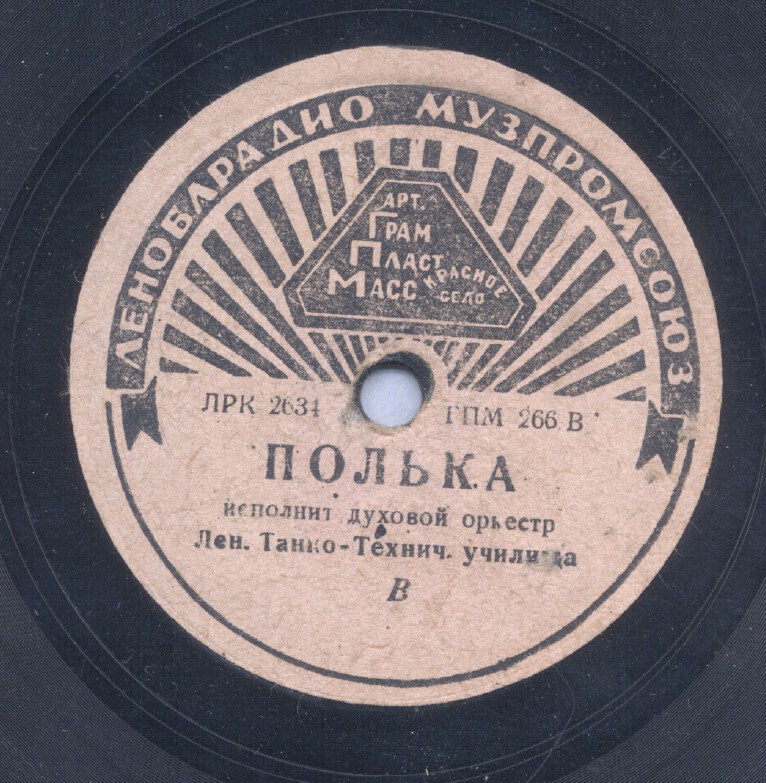 ЛЕНОБЛРАДИО МУЗПРОМСОЮЗ
АРТ.
ГРАМ
ПЛАСТ
МАСС
КРАСНОЕ
СЕЛО
ЛРК 2634 ГПМ 266 В
ПОЛЬКА
исполнит духовой орьестр
Лен. Танко-Технич. училища
В